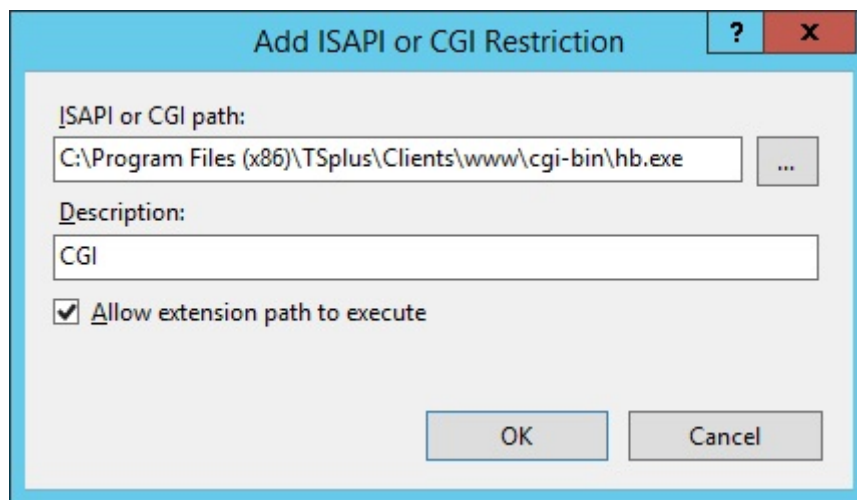 Add ISAPI or CGI Restriction
?
x
ISAPI or CGI path:
C:\Program Files (x86)\TSplus\Clients\www\cgi-bin\hb.exe
...
Description:
CGI
Allow extension path to execute
OK
Cancel